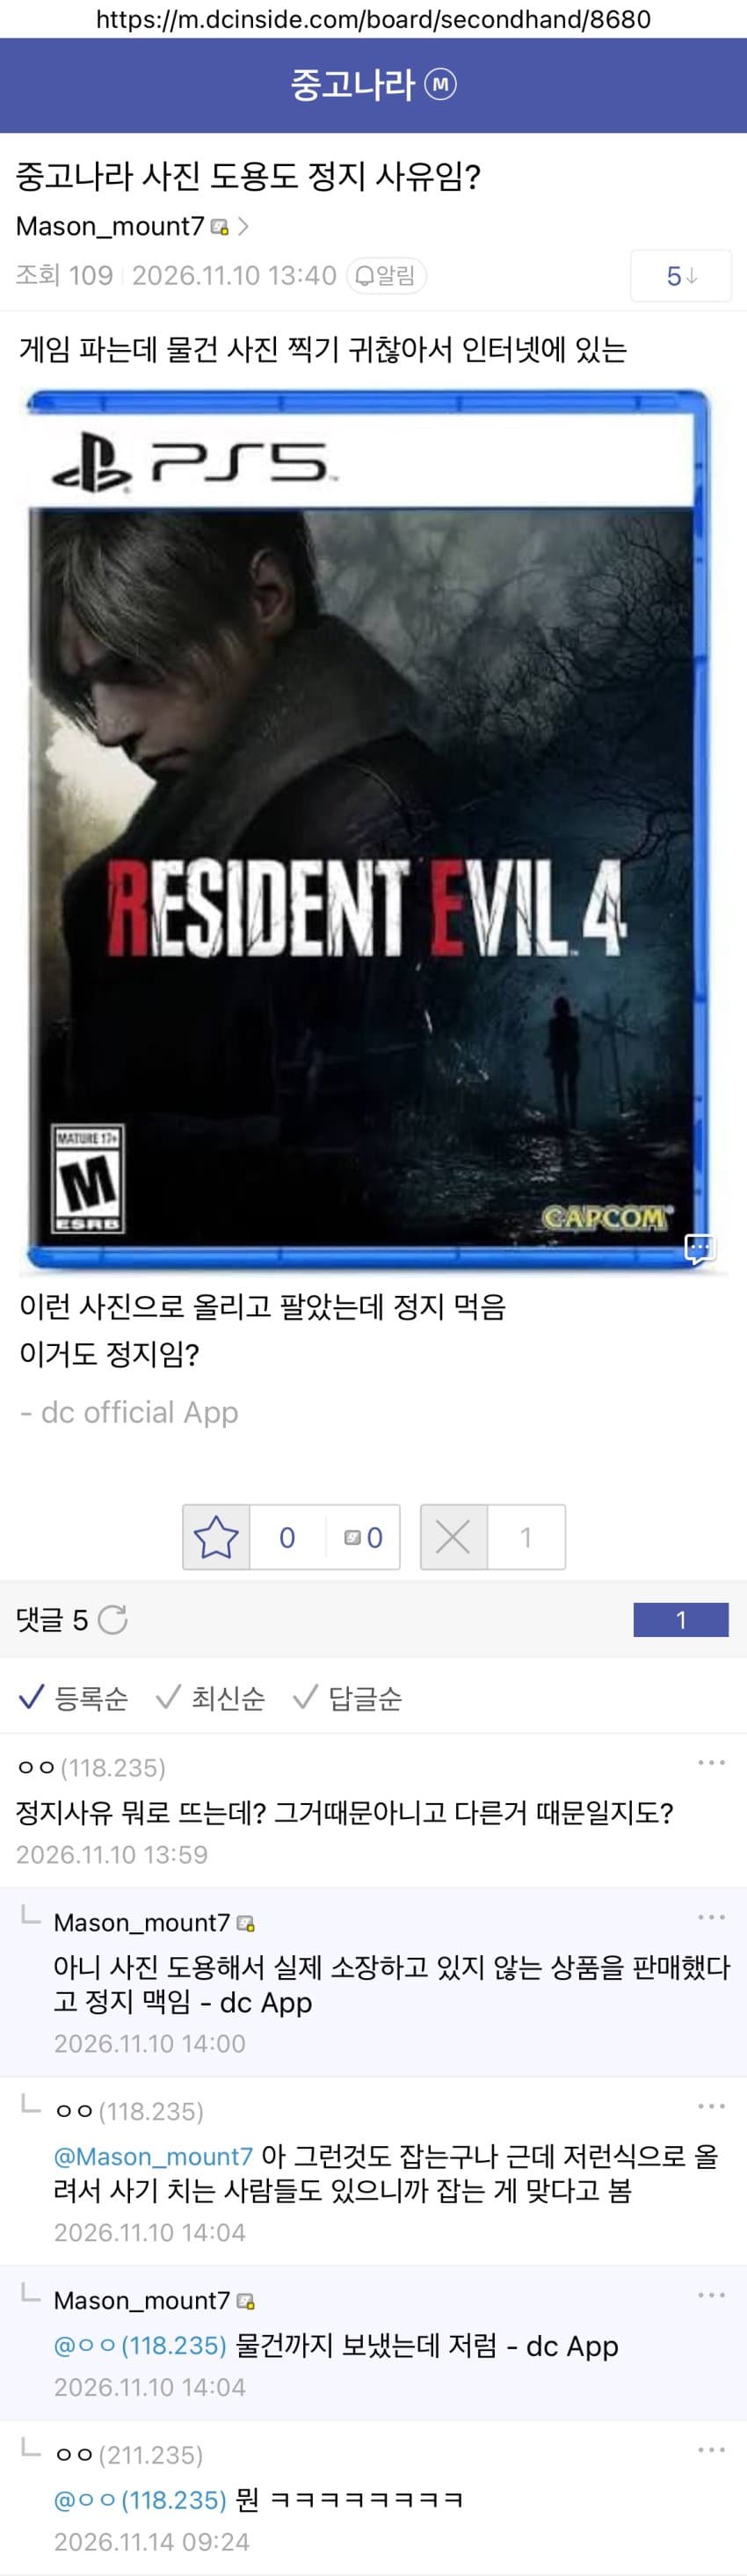 https://m.dcinside.com/board/secondhand/8680
중고나라 Ⓜ
중고나라 사진 도용도 정지 사유임?
Mason_mount7
조회 109 2026.11.10 13:40 알림
5↓
게임 파는데 물건 사진 찍기 귀찮아서 인터넷에 있는
PS5
RESIDENT EVIL 4
MATURE 17+
M
ESRB
CAPCOM
이런 사진으로 올리고 팔았는데 정지 먹음
이거도 정지임?
- dc official App
0 0 1
댓글 5
1
등록순 최신순 답글순
ㅇㅇ(118.235)
정지사유 뭐로 뜨는데? 그거때문아니고 다른거 때문일지도?
2026.11.10 13:59
Mason_mount7
아니 사진 도용해서 실제 소장하고 있지 않는 상품을 판매했다
고 정지 맥임 - dc App
2026.11.10 14:00
ㅇㅇ(118.235)
@Mason_mount7 아 그런것도 잡는구나 근데 저런식으로 올
려서 사기 치는 사람들도 있으니까 잡는 게 맞다고 봄
2026.11.10 14:04
Mason_mount7
@ㅇㅇ(118.235) 물건까지 보냈는데 저럼 - dc App
2026.11.10 14:04
ㅇㅇ(211.235)
@ㅇㅇ(118.235) 뭔 ㅋㅋㅋㅋㅋㅋㅋㅋ
2026.11.14 09:24